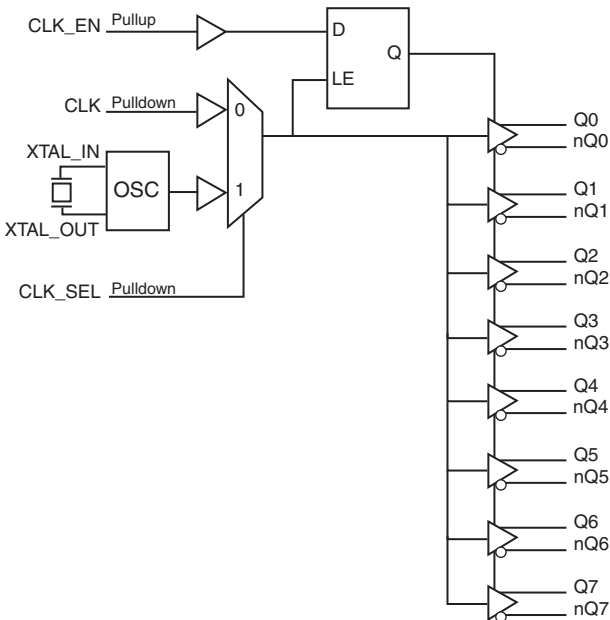 CLK_EN Pullup
D
Q
LE
CLK Pulldown
0
XTAL_IN
OSC
1
XTAL_OUT
CLK_SEL Pulldown
Q0
nQ0
Q1
nQ1
Q2
nQ2
Q3
nQ3
Q4
nQ4
Q5
nQ5
Q6
nQ6
Q7
nQ7